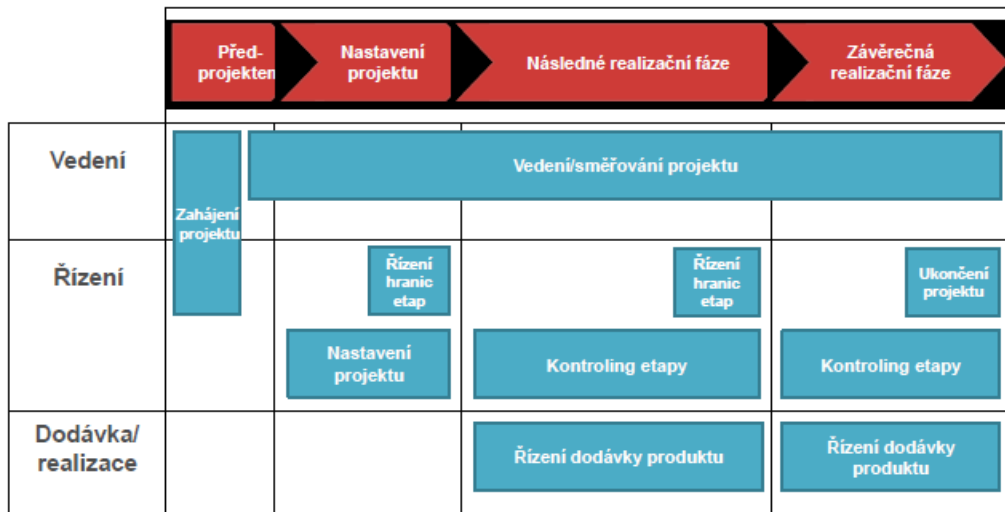 Před-
projektem
Nastavení
projektu
Následné realizační fáze
Závěrečná
realizační fáze
Vedení
Zahájení
projektu
Vedení/směřování projektu
Řízení
Řízení
hranic
etap
Řízení
hranic
etap
Ukončení
projektu
Nastavení
projektu
Kontroling etapy
Kontroling etapy
Dodávka/
realizace
Řízení dodávky produktu
Řízení dodávky
produktu